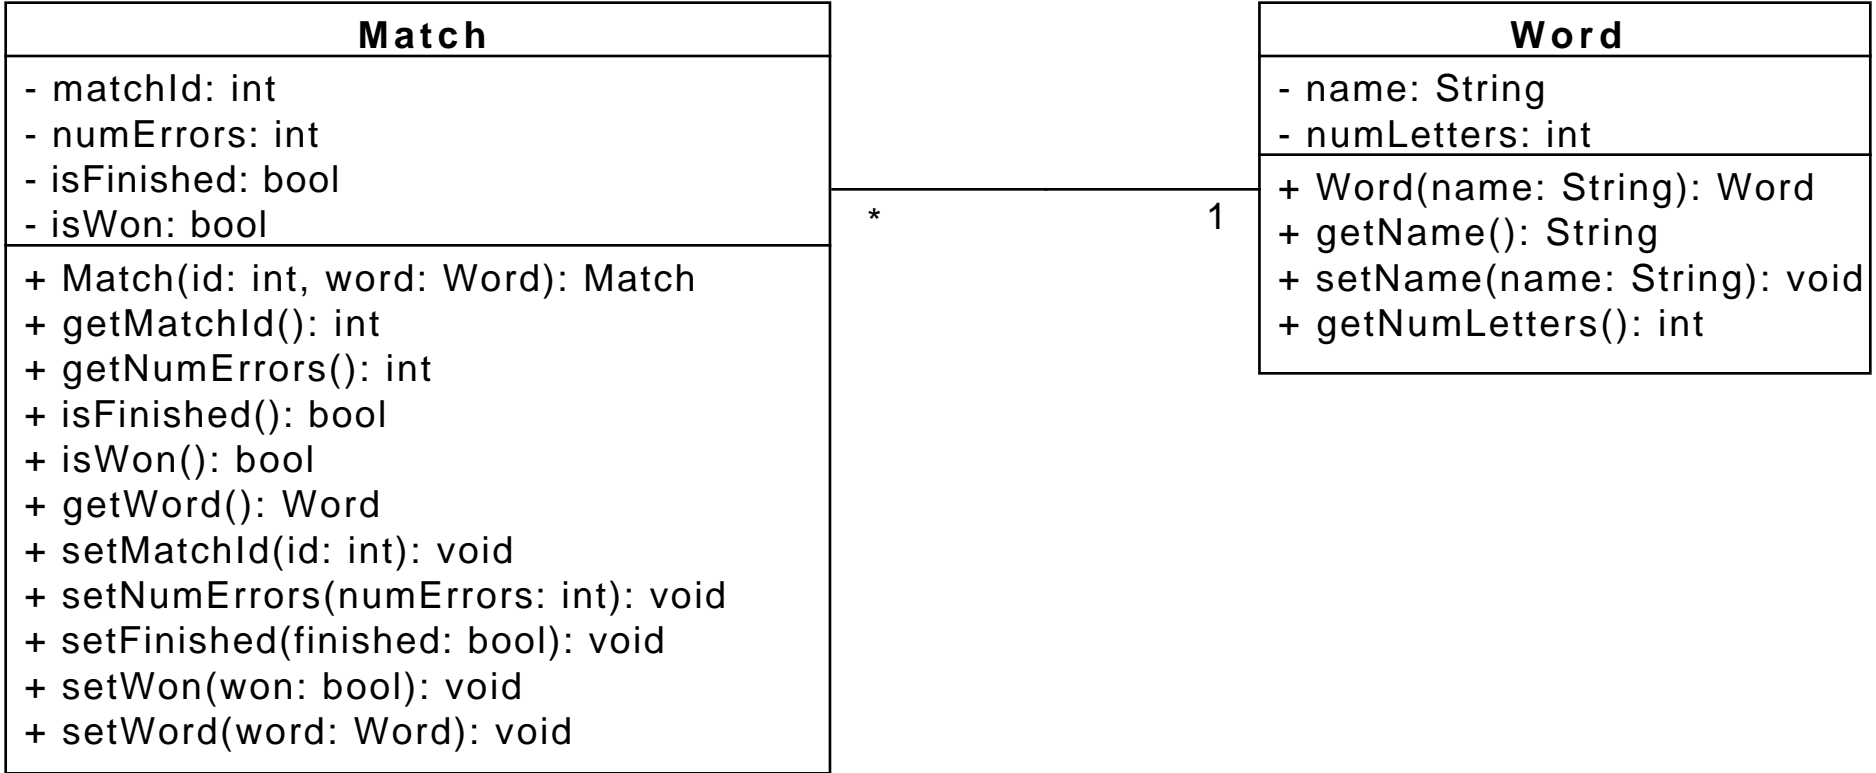 Match
- matchId: int
- numErrors: int
- isFinished: bool
- isWon: bool
+ Match(id: int, word: Word): Match
+ getMatchId(): int
+ getNumErrors(): int
+ isFinished(): bool
+ isWon(): bool
+ getWord(): Word
+ setMatchId(id: int): void
+ setNumErrors(numErrors: int): void
+ setFinished(finished: bool): void
+ setWon(won: bool): void
+ setWord(word: Word): void
*
1
Word
- name: String
- numLetters: int
+ Word(name: String): Word
+ getName(): String
+ setName(name: String): void
+ getNumLetters(): int